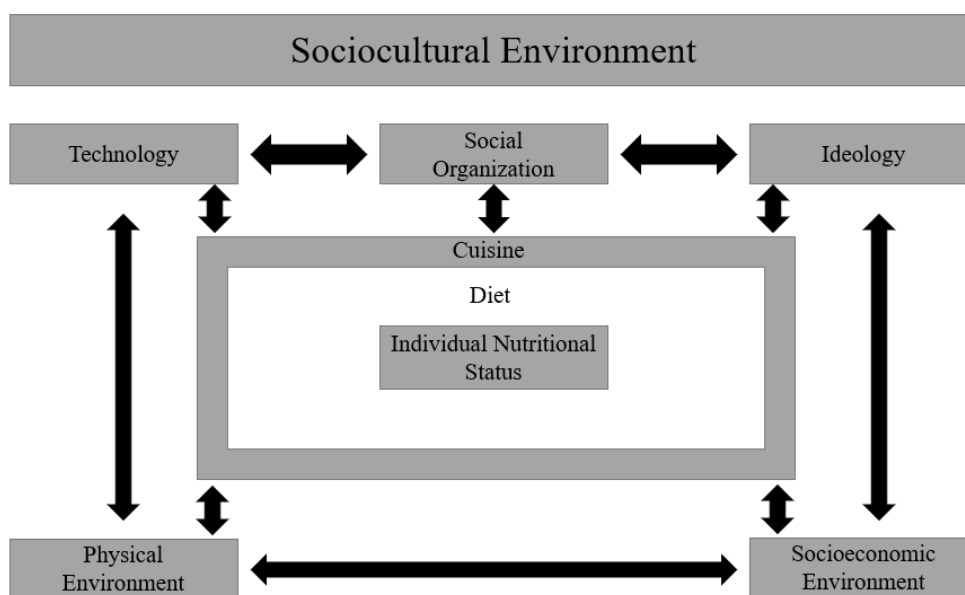 Sociocultural Environment
Technology
Social
Organization
Ideology
Cuisine
Diet
Individual Nutritional
Status
Physical
Environment
Socioeconomic
Environment